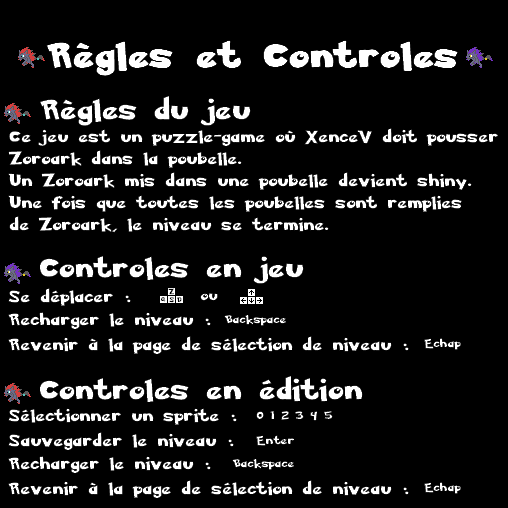 Règles et Controles
Règles du jeu
Ce jeu est un puzzle-game où XenceV doit pousser
Zoroark dans la poubelle.
Un Zoroark mis dans une poubelle devient shiny.
Une fois que toutes les poubelles sont remplies
de Zoroark, le niveau se termine.
Controles en jeu
Se déplacer : Z Q S D ou ↑ ← ↓ →
Recharger le niveau : Backspace
Revenir à la page de sélection de niveau : Echap
Controles en édition
Sélectionner un sprite : 0 1 2 3 4 5
Sauvegarder le niveau : Enter
Recharger le niveau : Backspace
Revenir à la page de sélection de niveau : Echap